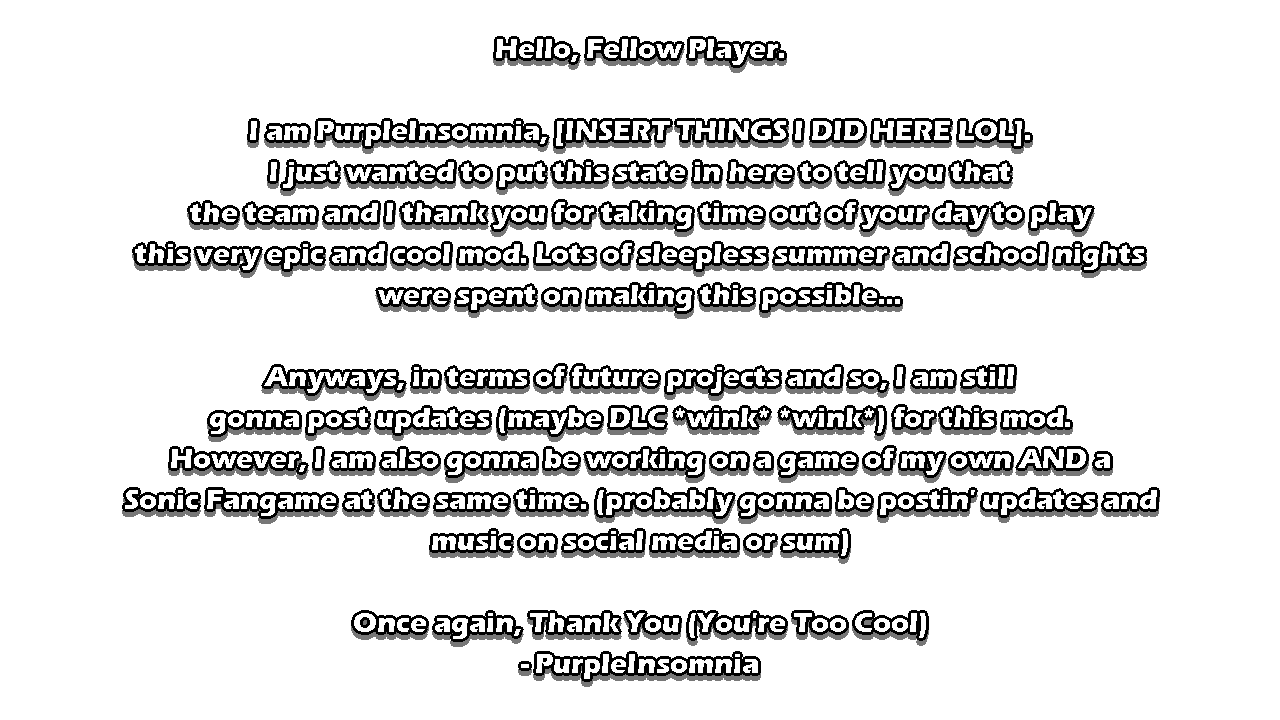 Hello, Fellow Player.
I am PurpleInsomnia, [INSERT THINGS I DID HERE LOL].
I just wanted to put this state in here to tell you that
the team and I thank you for taking time out of your day to play
this very epic and cool mod. Lots of sleepless summer and school nights
were spent on making this possible...
Anyways, in terms of future projects and so, I am still
gonna post updates (maybe DLC *wink* *wink*) for this mod.
However, I am also gonna be working on a game of my own AND a
Sonic Fangame at the same time. (probably gonna be postin' updates and
music on social media or sum)
Once again, Thank You (You're Too Cool)
- PurpleInsomnia